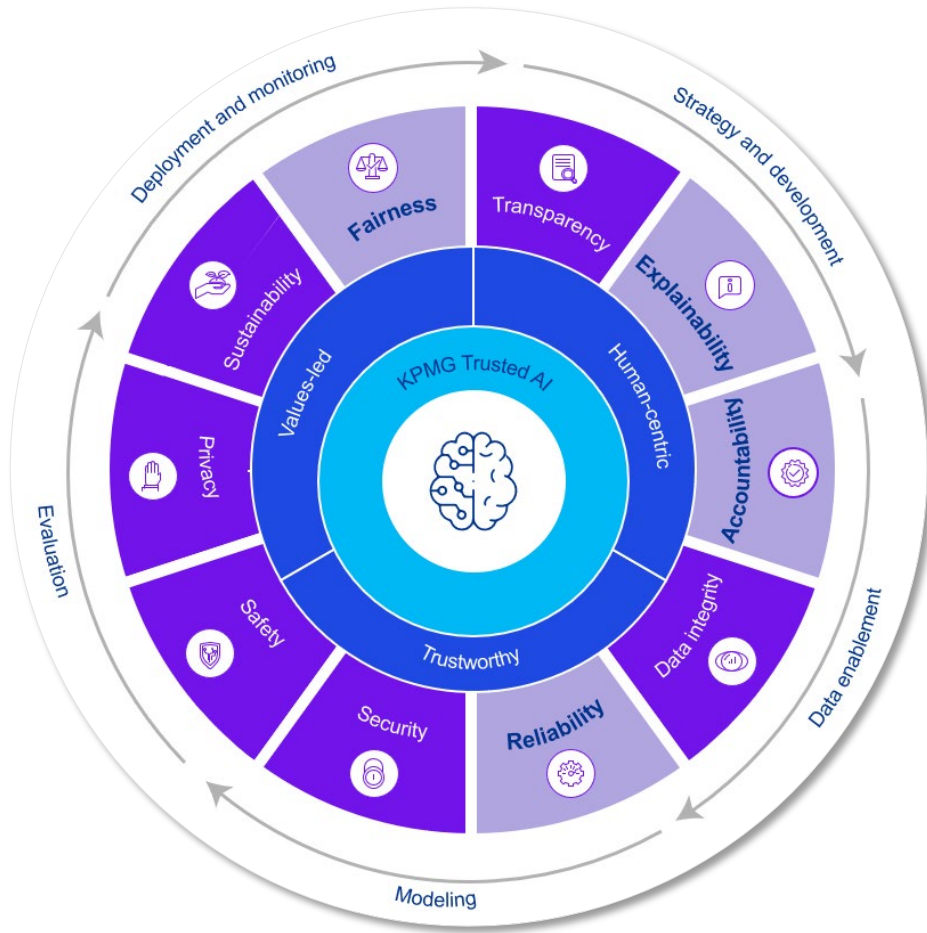 Deployment and monitoring
Strategy and development
Data enablement
Modeling
Evaluation
Fairness
Transparency
Explainability
Accountability
Data integrity
Reliability
Security
Safety
Privacy
Sustainability
Values-led
Human-centric
Trustworthy
KPMG Trusted AI